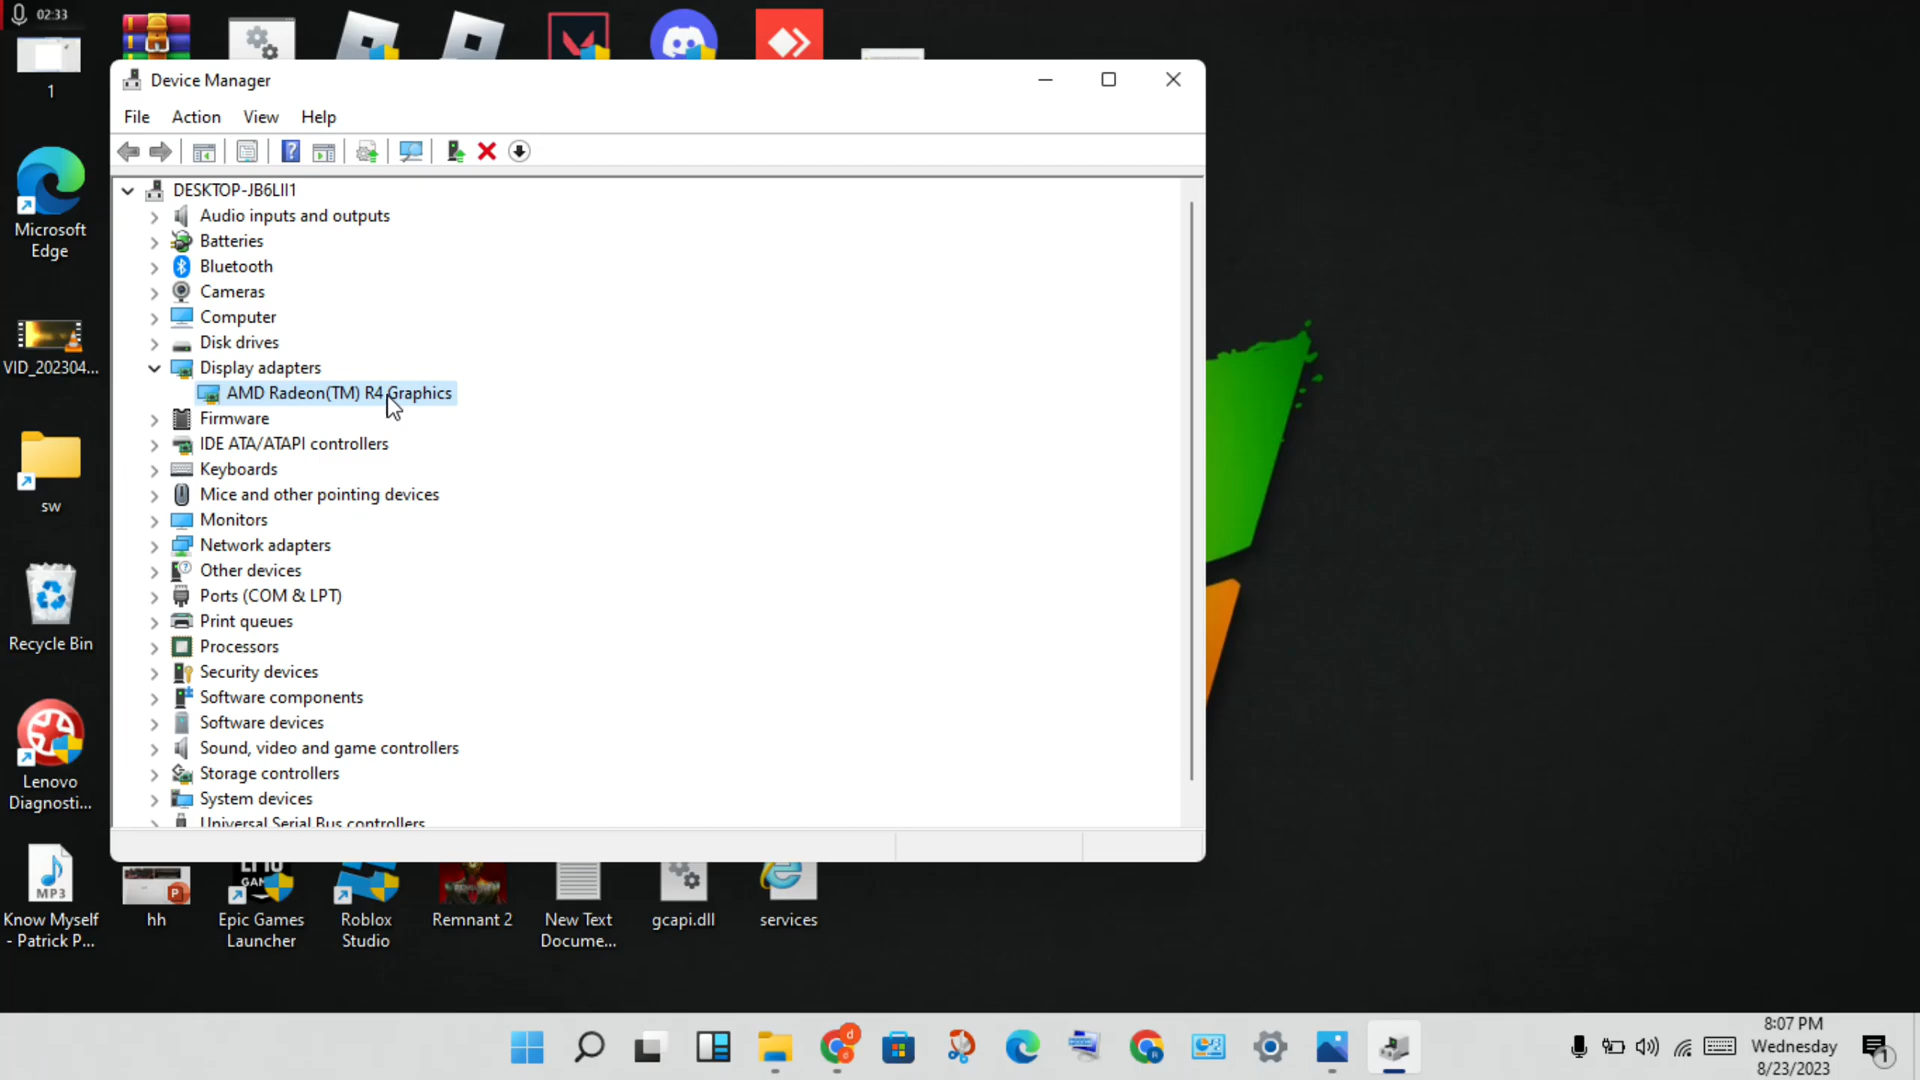 02:33
1
Microsoft
Edge
VID_202304...
sw
Recycle Bin
Lenovo
Diagnosti...
MP3
Know Myself
- Patrick P...
Device Manager
File Action View Help
DESKTOP-JB6LII1
Audio inputs and outputs
Batteries
Bluetooth
Cameras
Computer
Disk drives
Display adapters
AMD Radeon(TM) R4 Graphics
Firmware
IDE ATA/ATAPI controllers
Keyboards
Mice and other pointing devices
Monitors
Network adapters
Other devices
Ports (COM & LPT)
Print queues
Processors
Security devices
Software components
Software devices
Sound, video and game controllers
Storage controllers
System devices
Universal Serial Bus controllers
hh
Epic Games
Launcher
Roblox
Studio
Remnant 2
New Text
Docume...
gcapi.dll
services
8:07 PM
Wednesday
8/23/2023
1